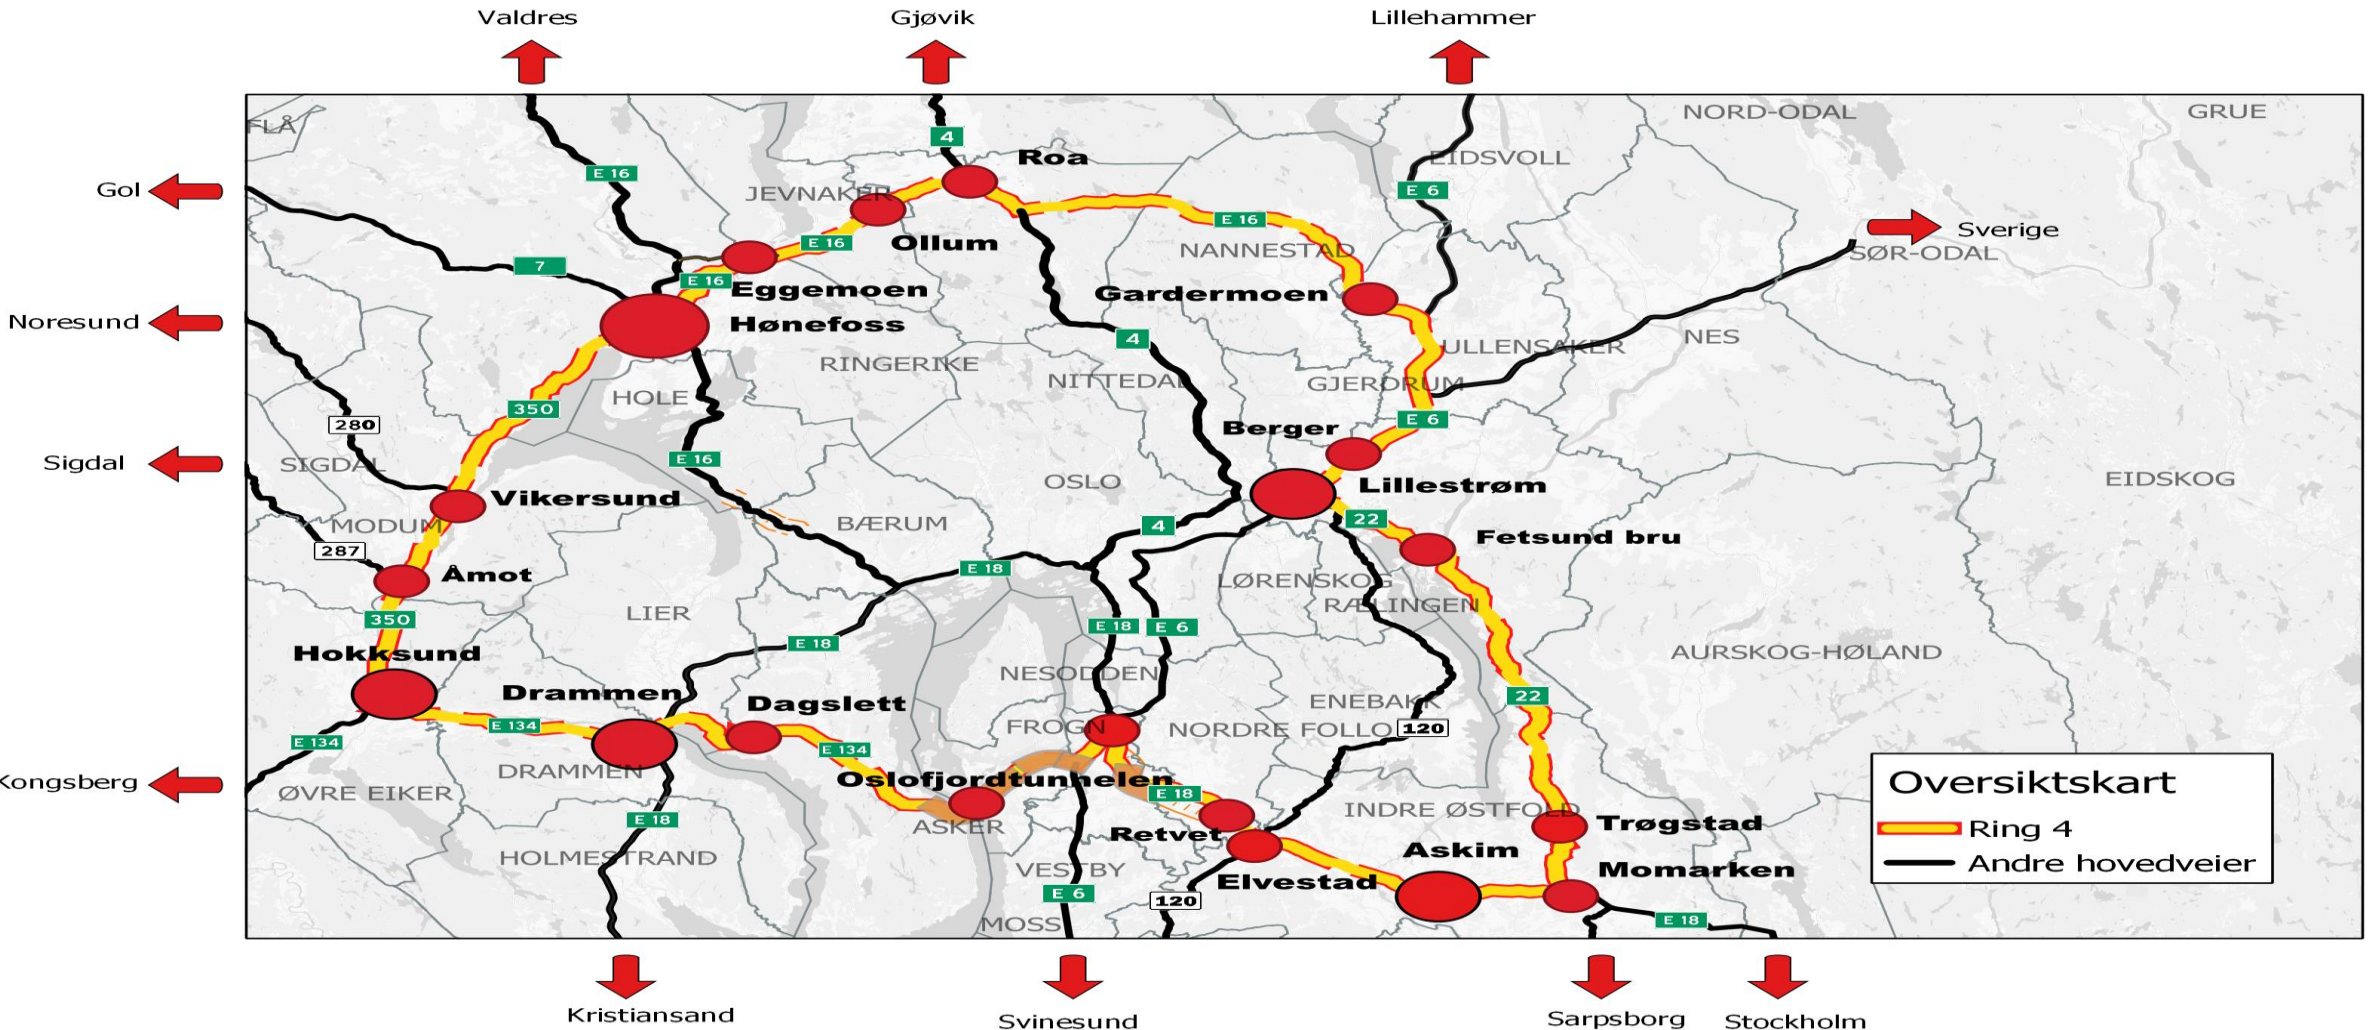 Valdres
Gjøvik
Lillehammer
NORD-ODAL
GRUE
FLÅ
4
Roa
EIDSVOLL
E 16
Gol
JEVNAKER
E 6
E 16
Sverige
E 16
Ollum
NANNESTAD
SØR-ODAL
7
E 16
Eggemoen
Gardermoen
Noresund
Hønefoss
4
NES
ULLENSAKER
RINGERIKE
NITTEDAL
GJERDRUM
HOLE
350
280
E 6
Berger
Sigdal
SIGDAL
E 16
OSLO
EIDSKOG
Lillestrøm
Vikersund
MODUM
BÆRUM
4
22
Fetsund bru
287
Åmot
E 18
LØRENSKOG
RÆLINGEN
350
LIER
E 18
E 18
E 6
Hokksund
AURSKOG-HØLAND
NESODDEN
Drammen
Dagslett
ENEBAKK
22
E 134
FROGN
NORDRE FOLLO
120
E 134
E 134
DRAMMEN
Oslofjordtunnelen
Kongsberg
ØVRE EIKER
E 18
INDRE ØSTFOLD
Oversiktskart
E 18
ASKER
Retvet
Trøgstad
Ring 4
HOLMESTRAND
Askim
Andre hovedveier
VESTBY
Momarken
Elvestad
E 6
120
MOSS
E 18
Kristiansand
Svinesund
Sarpsborg
Stockholm